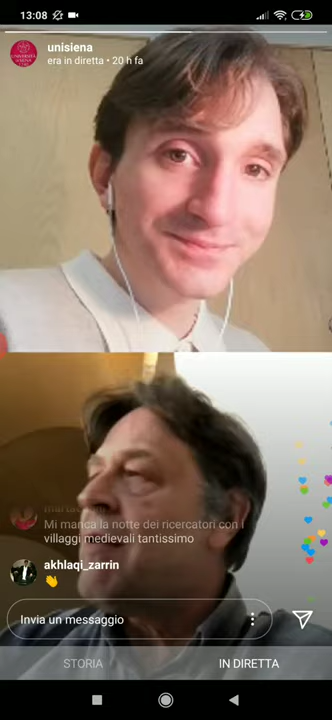 13:08
unisiena
era in diretta • 20 h fa
Mi manca la notte dei ricercatori con i
villaggi medievali tantissimo
akhlaqi_zarrin
Invia un messaggio
STORIA
IN DIRETTA